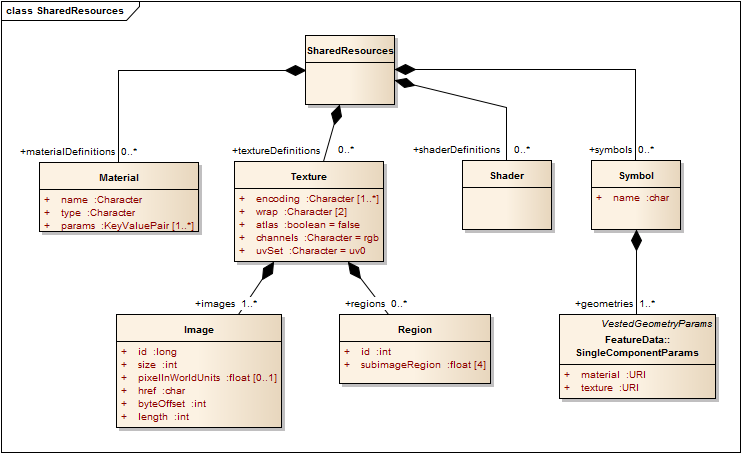 class SharedResources
SharedResources
+materialDefinitions 0..*
+textureDefinitions 0..*
+shaderDefinitions 0..*
+symbols 0..*
Material
+ name :Character
+ type :Character
+ params :KeyValuePair [1..*]
Texture
+ encoding :Character [1..*]
+ wrap :Character [2]
+ atlas :boolean = false
+ channels :Character = rgb
+ uvSet :Character = uv0
Shader
Symbol
+ name :char
+images 1..*
+regions 0..*
+geometries 1..*
Image
+ id :long
+ size :int
+ pixelInWorldUnits :float [0..1]
+ href :char
+ byteOffset :int
+ length :int
Region
+ id :int
+ subimageRegion :float [4]
VestedGeometryParams
FeatureData::
SingleComponentParams
+ material :URI
+ texture :URI